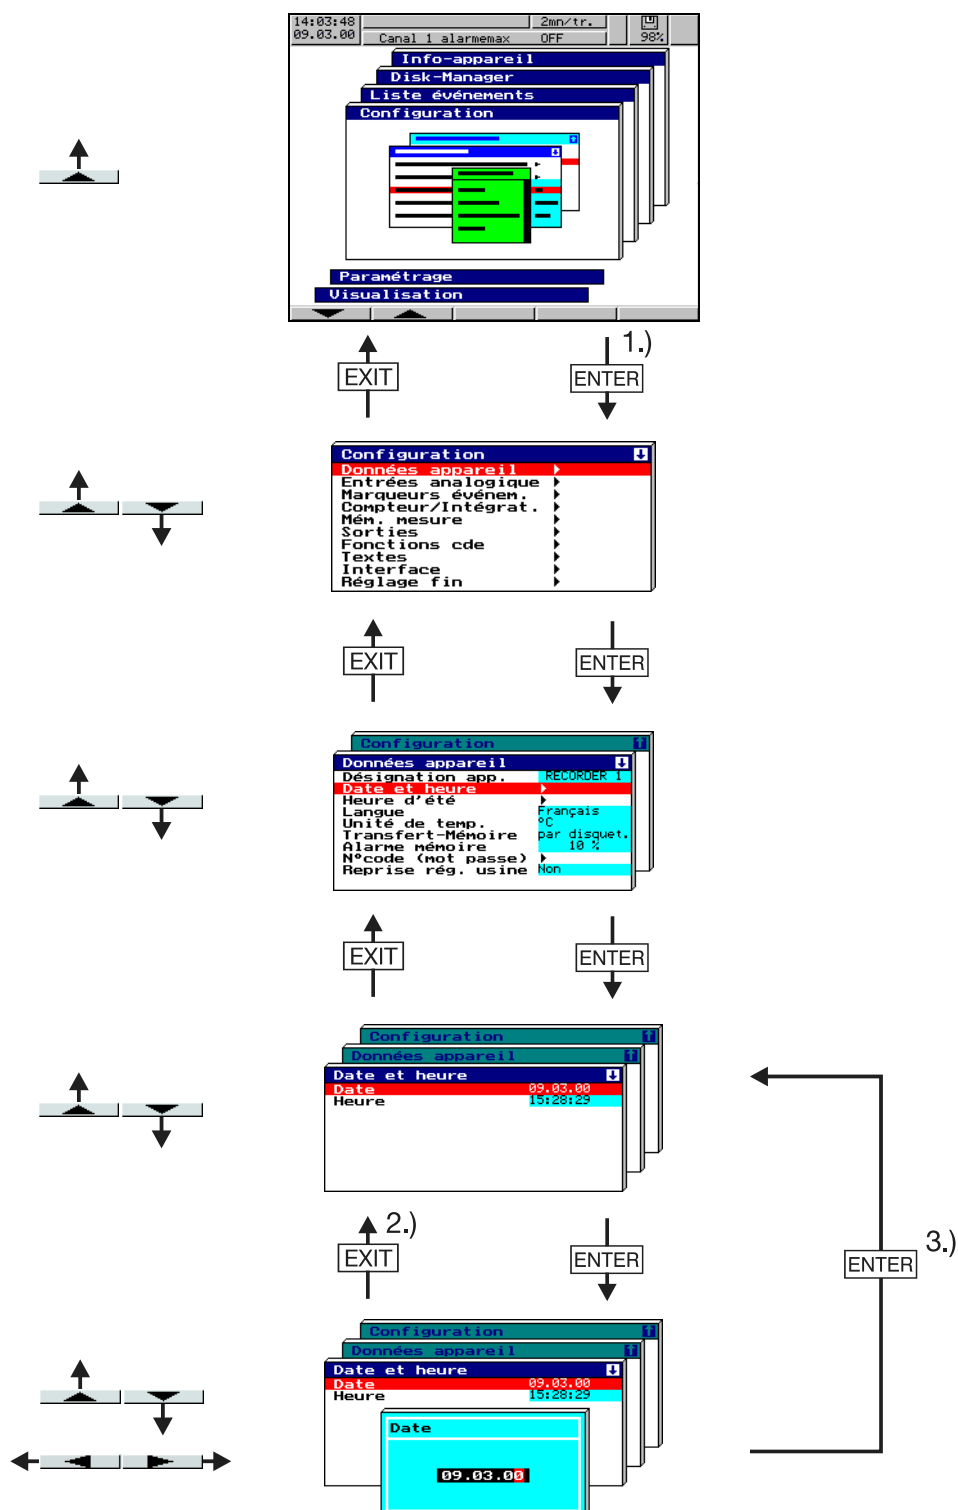 14:03:48 2mn/tr.
09.03.00 Canal 1 alarmemax OFF 98%
Info-appareil
Disk-Manager
Liste événements
Configuration
Paramétrage
Visualisation
1.)
EXIT ENTER
Configuration
Données appareil
Entrées analogique
Marqueurs événem.
Compteur/Intégrat.
Mém. mesure
Sorties
Fonctions cde
Textes
Interface
Réglage fin
EXIT ENTER
Configuration
Données appareil
Désignation app. RECORDER 1
Date et heure
Heure d'été
Langue Français
Unité de temp. °C
Transfert-Mémoire par disquet.
Alarme mémoire 10 %
N°code (mot passe)
Reprise rég. usine Non
EXIT ENTER
Configuration
Données appareil
Date et heure
Date 09.03.00
Heure 15:28:29
2.)
EXIT ENTER
3.)
ENTER
Configuration
Données appareil
Date et heure
Date 09.03.00
Heure 15:28:29
Date
09.03.00